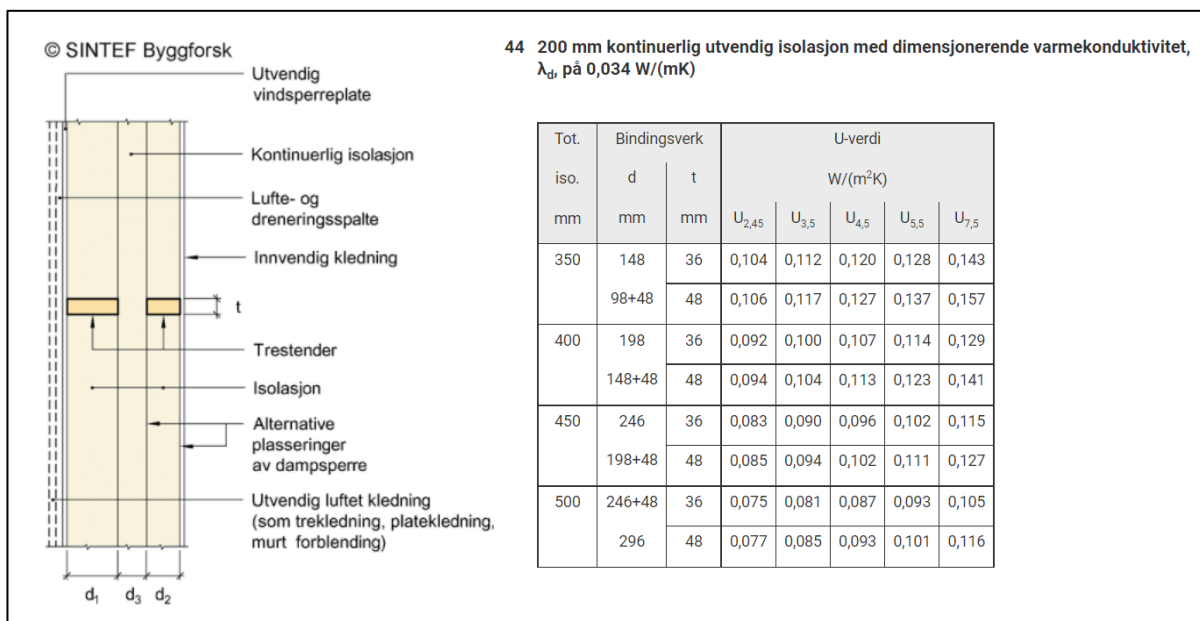 © SINTEF Byggforsk
Utvendig
vindsperreplate
Kontinuerlig isolasjon
Lufte- og
dreneringsspalte
Innvendig kledning
t
Trestender
Isolasjon
Alternative
plasseringer
av dampsperre
Utvendig luftet kledning
(som trekledning, platekledning,
murt forblending)
d₁ d₃ d₂
44 200 mm kontinuerlig utvendig isolasjon med dimensjonerende varmekonduktivitet,
λd, på 0,034 W/(mK)
Tot. Bindingsverk U-verdi
iso. d t W/(m²K)
mm mm mm U2,45 U3,5 U4,5 U5,5 U7,5
350 148 36 0,104 0,112 0,120 0,128 0,143
98+48 48 0,106 0,117 0,127 0,137 0,157
400 198 36 0,092 0,100 0,107 0,114 0,129
148+48 48 0,094 0,104 0,113 0,123 0,141
450 246 36 0,083 0,090 0,096 0,102 0,115
198+48 48 0,085 0,094 0,102 0,111 0,127
500 246+48 36 0,075 0,081 0,087 0,093 0,105
296 48 0,077 0,085 0,093 0,101 0,116